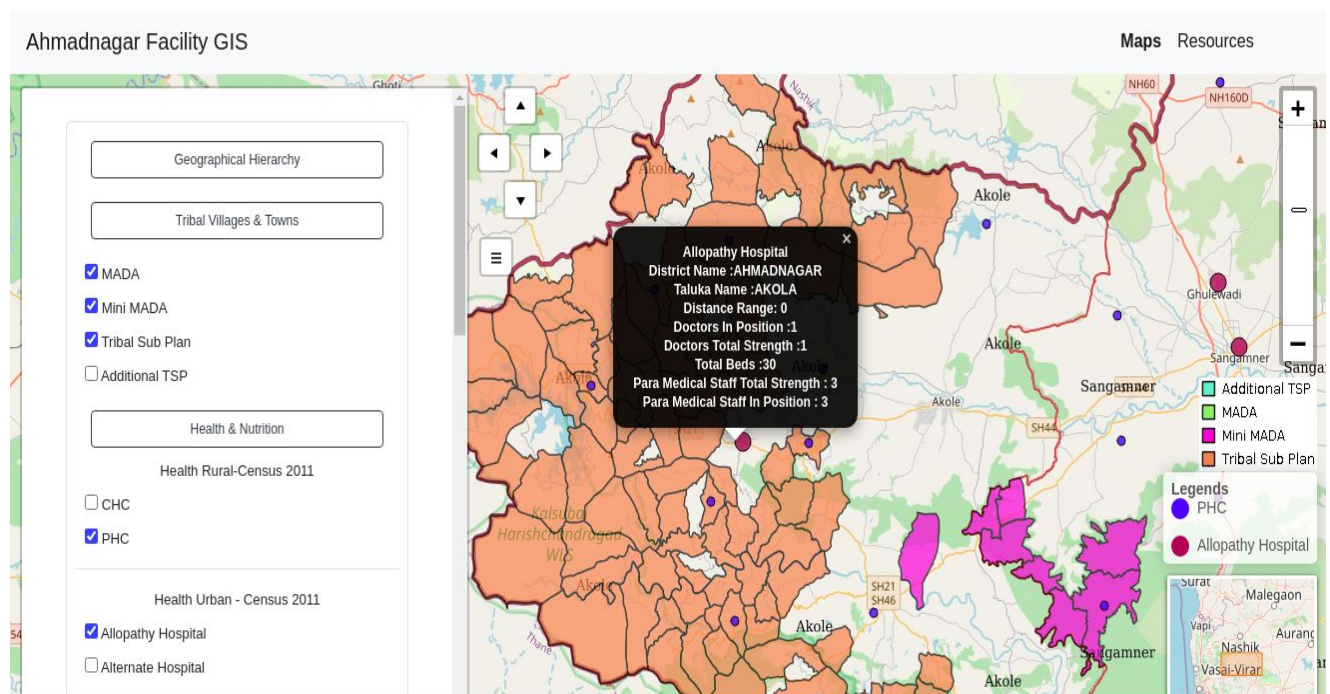 Ahmadnagar Facility GIS
Maps Resources
Geographical Hierarchy
Tribal Villages & Towns
MADA
Mini MADA
Tribal Sub Plan
Additional TSP
Health & Nutrition
Health Rural-Census 2011
CHC
PHC
Health Urban - Census 2011
Allopathy Hospital
Alternate Hospital
Ghoti
Nashik
NH60
NH160D
Akole
Akole
Akole
Allopathy Hospital
District Name :AHMADNAGAR
Taluka Name :AKOLA
Distance Range: 0
Doctors In Position :1
Doctors Total Strength :1
Total Beds :30
Para Medical Staff Total Strength : 3
Para Medical Staff In Position : 3
Ghulewadi
Akole
Sangamner
Akole
Akole
Akole
Sangamner
SH44
Kalsubai
Harishchandragad
WLS
Akole
SH21
SH46
Akole
Thane
Sangamner
Akole
Additional TSP
MADA
Mini MADA
Tribal Sub Plan
Legends
PHC
Allopathy Hospital
Surat
Malegaon
Vapi
Nashik
Aurang
Vasai-Virar